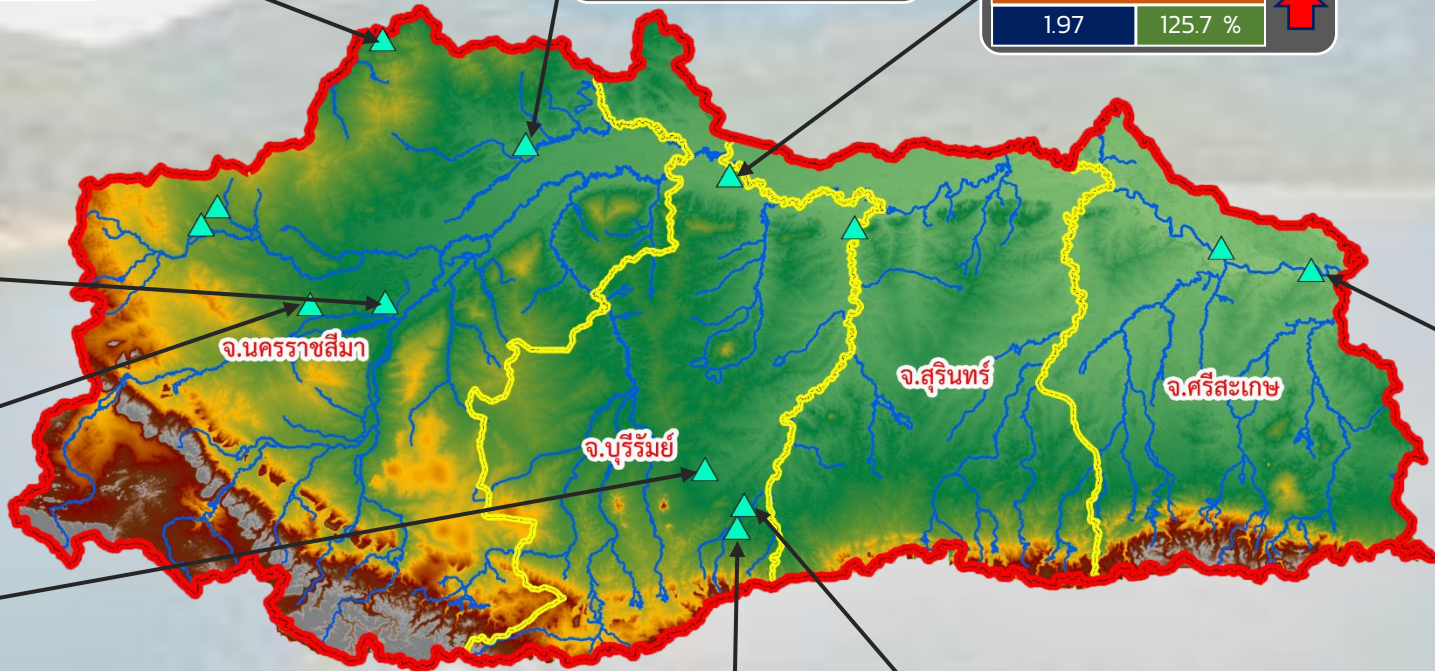 1.97 125.7 %
จ.นครราชสีมา
จ.สุรินทร์
จ.ศรีสะเกษ
จ.บุรีรัมย์